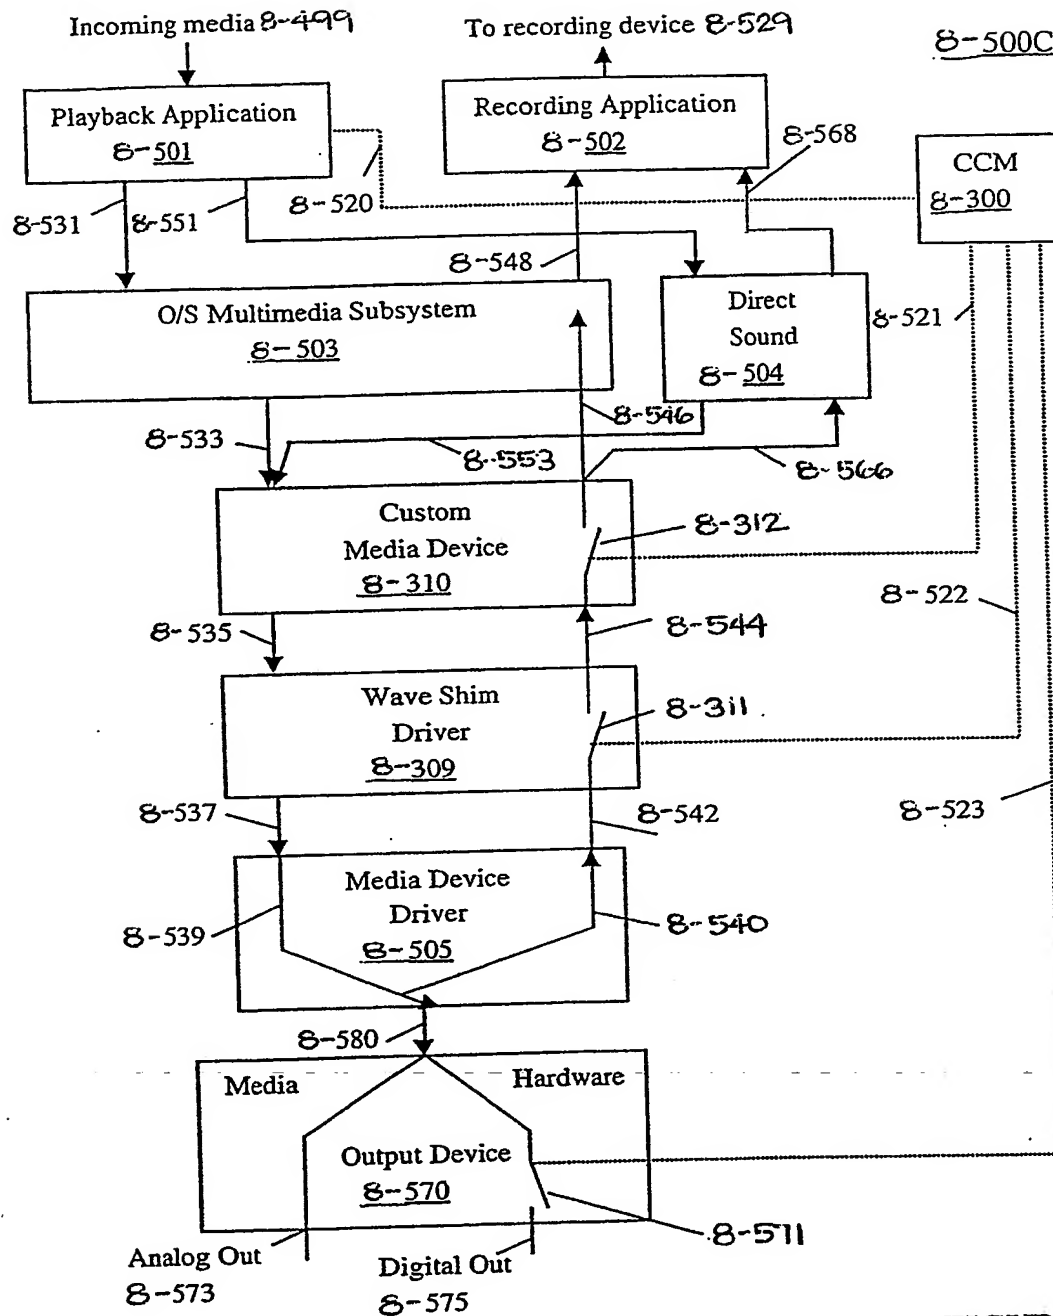 Incoming media 8-499
To recording device 8-529
8-500C
Playback Application
8-501
Recording Application
8-502
8-568
CCM
8-300
8-531
8-551
8-520
8-548
O/S Multimedia Subsystem
8-503
Direct
Sound
8-504
8-521
8-533
8-553
8-546
8-566
Custom
Media Device
8-310
8-312
8-522
8-535
8-544
Wave Shim
Driver
8-309
8-311
8-537
8-542
8-523
Media Device
Driver
8-505
8-539
8-540
8-580
Media
Hardware
Output Device
8-570
8-571
Analog Out
8-573
Digital Out
8-575